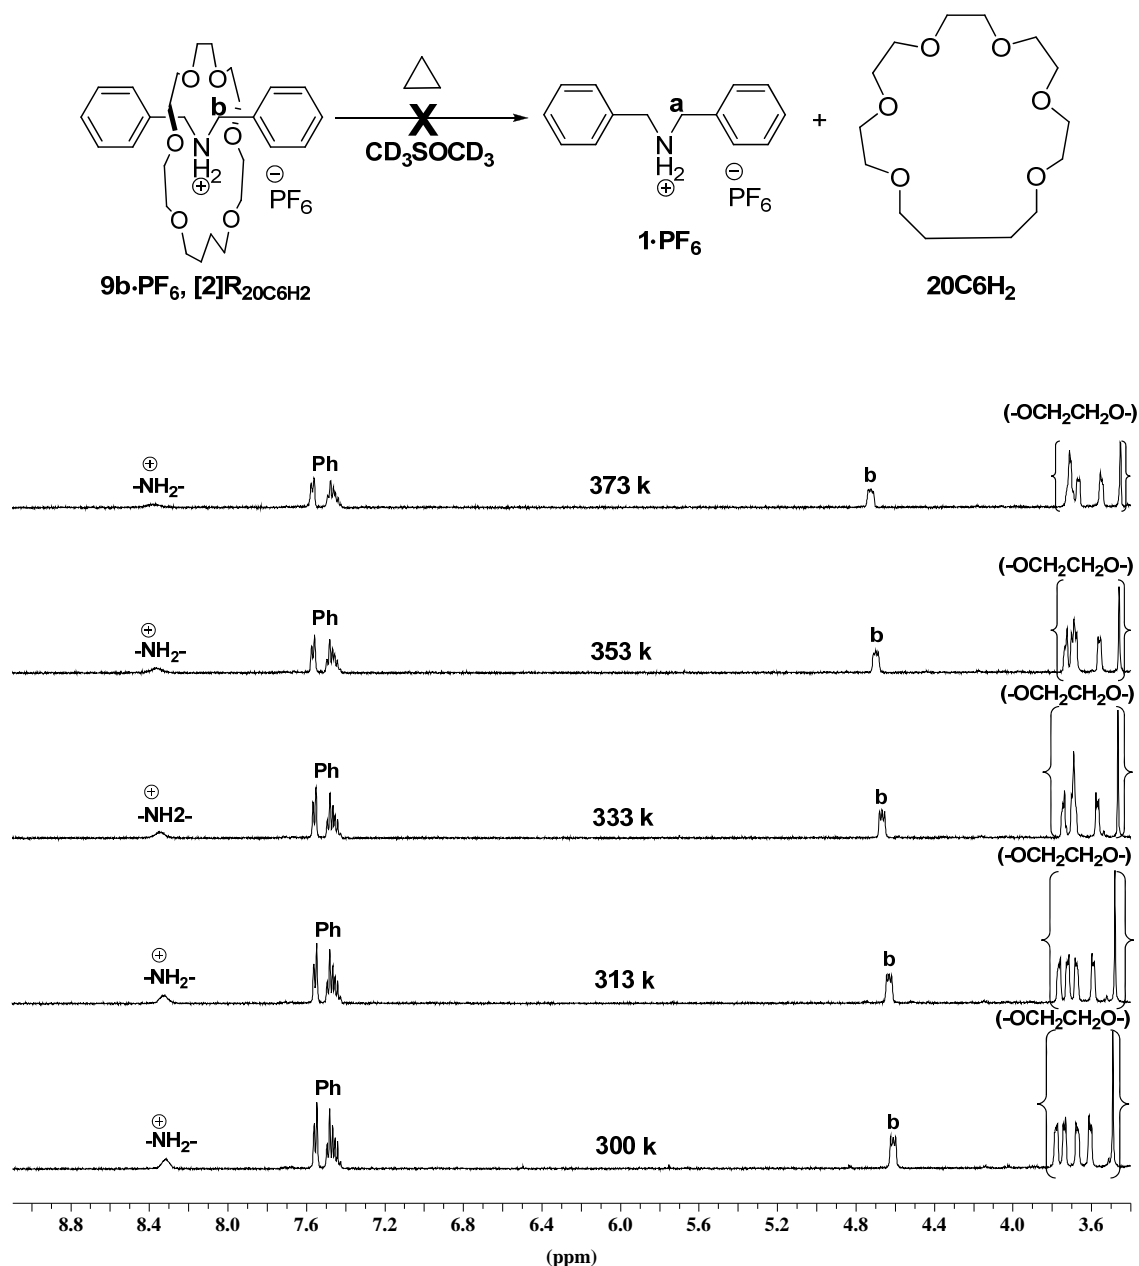 O O O O
b a
O O O O
N N
H2 H2
⊕ ⊖ PF6 ⊕ ⊖ PF6
O O O O
X
CD3SOCD3
+
1·PF6
9b·PF6, [2]R20C6H2
20C6H2
(-OCH2CH2O-)
⊕
-NH2-
Ph
373 k
b
(-OCH2CH2O-)
⊕
-NH2-
Ph
353 k
b
(-OCH2CH2O-)
⊕
-NH2-
Ph
333 k
b
(-OCH2CH2O-)
⊕
-NH2-
Ph
313 k
b
(-OCH2CH2O-)
⊕
-NH2-
Ph
300 k
b
8.8 8.4 8.0 7.6 7.2 6.8 6.4 6.0 5.6 5.2 4.8 4.4 4.0 3.6
(ppm)